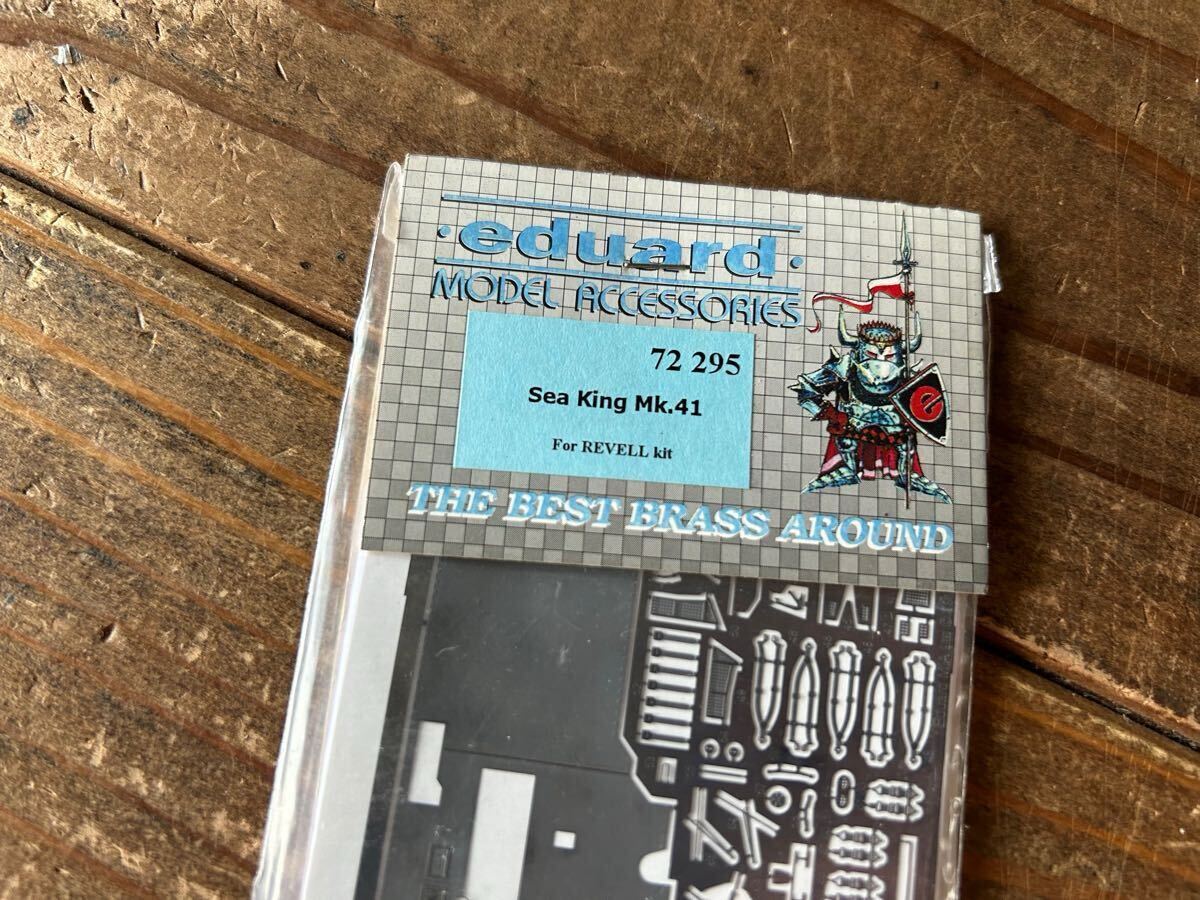 • eduard •
MODEL ACCESSORIES
72 295
Sea King Mk.41
For REVELL kit
e
THE BEST BRASS AROUND